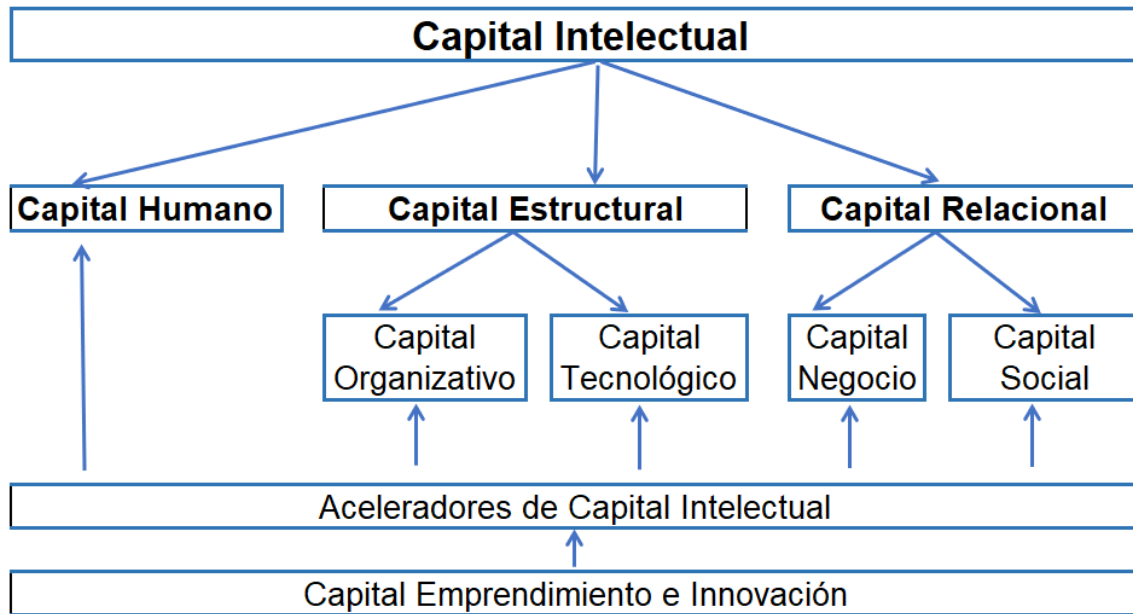 Capital Intelectual
Capital Humano
Capital Estructural
Capital Relacional
Capital
Organizativo
Capital
Tecnológico
Capital
Negocio
Capital
Social
Aceleradores de Capital Intelectual
Capital Emprendimiento e Innovación